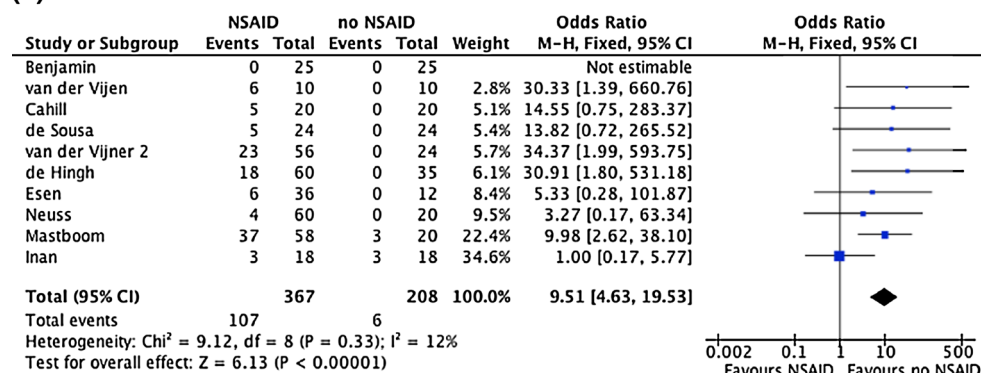 NSAID no NSAID Odds Ratio Odds Ratio
Study or Subgroup Events Total Events Total Weight M-H, Fixed, 95% CI M-H, Fixed, 95% CI
Benjamin 0 25 0 25 Not estimable
van der Vijen 6 10 0 10 2.8% 30.33 [1.39, 660.76]
Cahill 5 20 0 20 5.1% 14.55 [0.75, 283.37]
de Sousa 5 24 0 24 5.4% 13.82 [0.72, 265.52]
van der Vijner 2 23 56 0 24 5.7% 34.37 [1.99, 593.75]
de Hingh 18 60 0 35 6.1% 30.91 [1.80, 531.18]
Esen 6 36 0 12 8.4% 5.33 [0.28, 101.87]
Neuss 4 60 0 20 9.5% 3.27 [0.17, 63.34]
Mastboom 37 58 3 20 22.4% 9.98 [2.62, 38.10]
Inan 3 18 3 18 34.6% 1.00 [0.17, 5.77]
Total (95% CI) 367 208 100.0% 9.51 [4.63, 19.53]
Total events 107 6
Heterogeneity: Chi² = 9.12, df = 8 (P = 0.33); I² = 12%
Test for overall effect: Z = 6.13 (P < 0.00001)
0.002 0.1 1 10 500
Favours NSAID Favours no NSAID